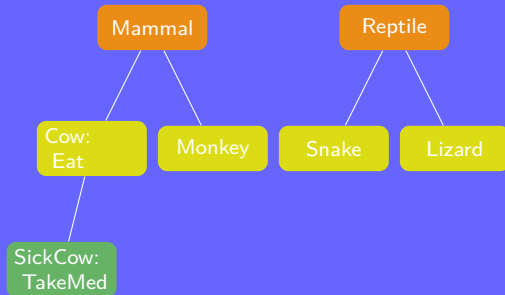 Mammal
Reptile
Cow:
Eat
Monkey
Snake
Lizard
SickCow:
TakeMed